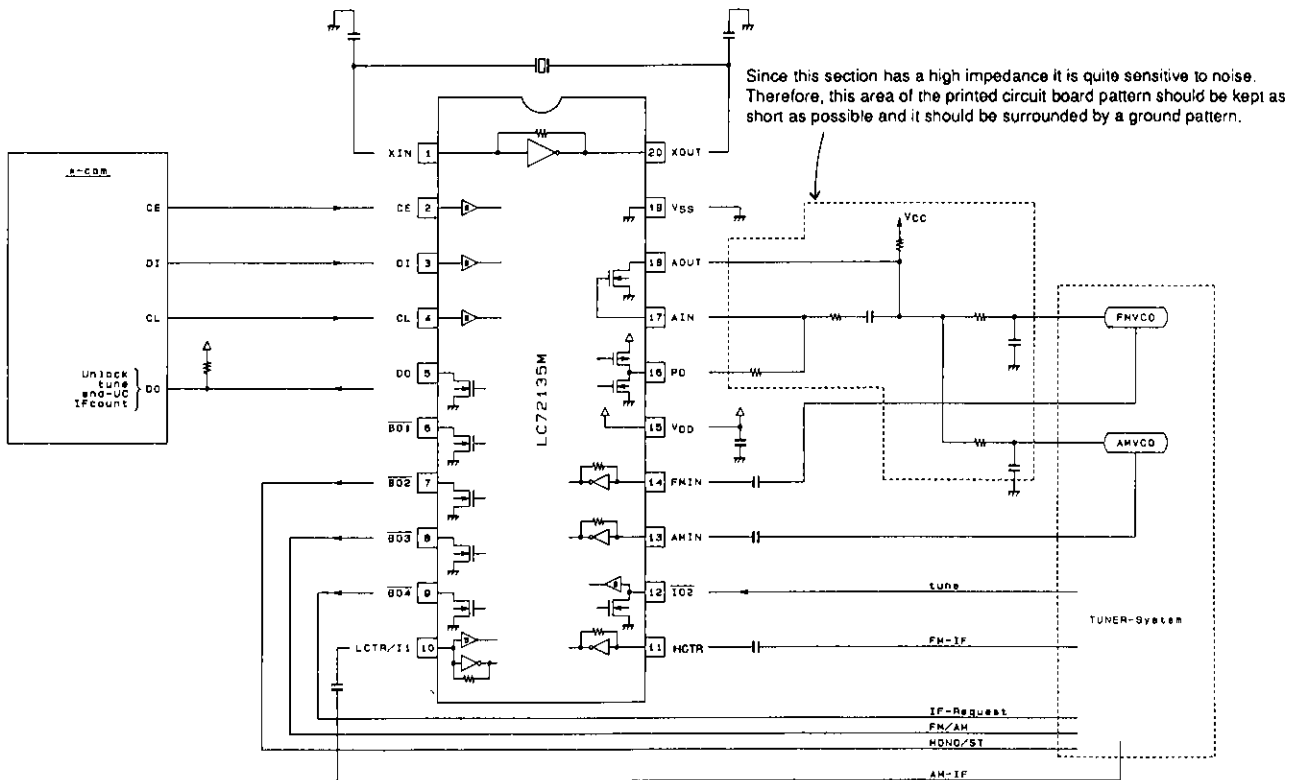 Since this section has a high impedance it is quite sensitive to noise.
Therefore, this area of the printed circuit board pattern should be kept as
short as possible and it should be surrounded by a ground pattern.
μ-com
CE
DI
CL
DO
Unlock
tune
end-UC
IFcount
XIN 1
CE 2
DI 3
CL 4
DO 5
BO1 6
BO2 7
BO3 8
BO4 9
LCTR/I1 10
LC72135M
20 XOUT
19 VSS
18 AOUT
17 AIN
16 PD
15 VDD
14 FMIN
13 AMIN
12 IO2
11 HCTR
VCC
FMVCO
AMVCO
TUNER-System
tune
FM-IF
IF-Request
FM/AM
MONO/ST
AM-IF